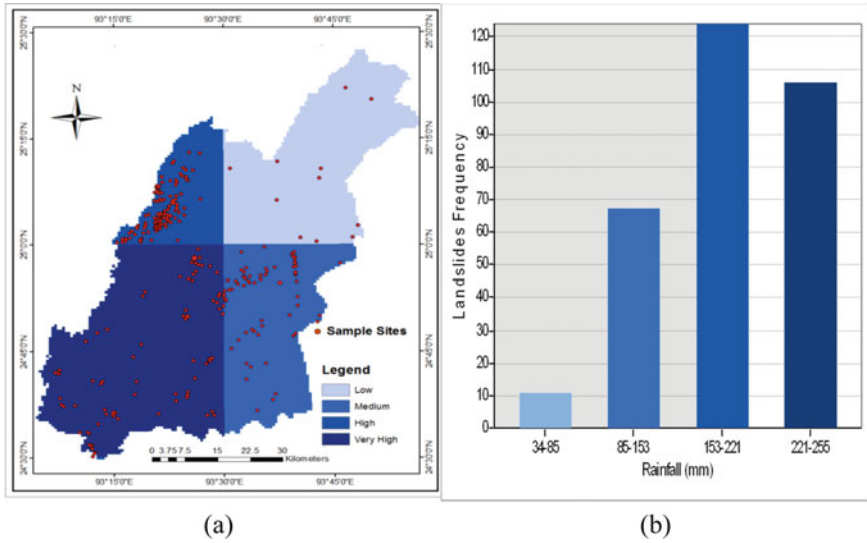 93°15'0"E
93°30'0"E
93°45'0"E
25°30'0"N
25°30'0"N
N
25°15'0"N
25°15'0"N
25°0'0"N
25°0'0"N
Sample Sites
24°45'0"N
24°45'0"N
Legend
Low
Medium
High
Very High
0 3.75 7.5 15 22.5 30
Kilometers
24°30'0"N
24°30'0"N
93°15'0"E
93°30'0"E
93°45'0"E
(a)
(b)
Landslides Frequency
120
110
100
90
80
70
60
50
40
30
20
10
0
34-85
85-153
153-221
221-255
Rainfall (mm)